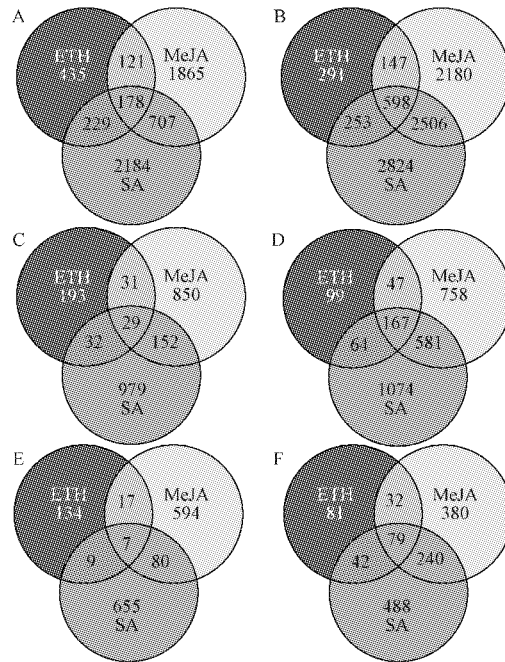 A
B
ETH
435
121
MeJA
1865
178
229
707
2184
SA
ETH
291
147
MeJA
2180
598
253
2506
2824
SA
C
D
ETH
193
31
MeJA
850
29
32
152
979
SA
ETH
99
47
MeJA
758
167
64
581
1074
SA
E
F
ETH
134
17
MeJA
594
7
9
80
655
SA
ETH
81
32
MeJA
380
79
42
240
488
SA